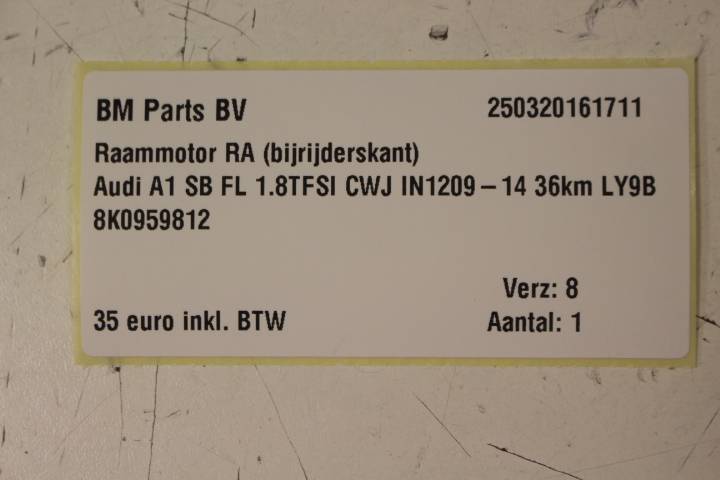 BM Parts BV 250320161711
Raammotor RA (bijrijderskant)
Audi A1 SB FL 1.8TFSI CWJ IN1209 – 14 36km LY9B
8K0959812
Verz: 8
35 euro inkl. BTW Aantal: 1